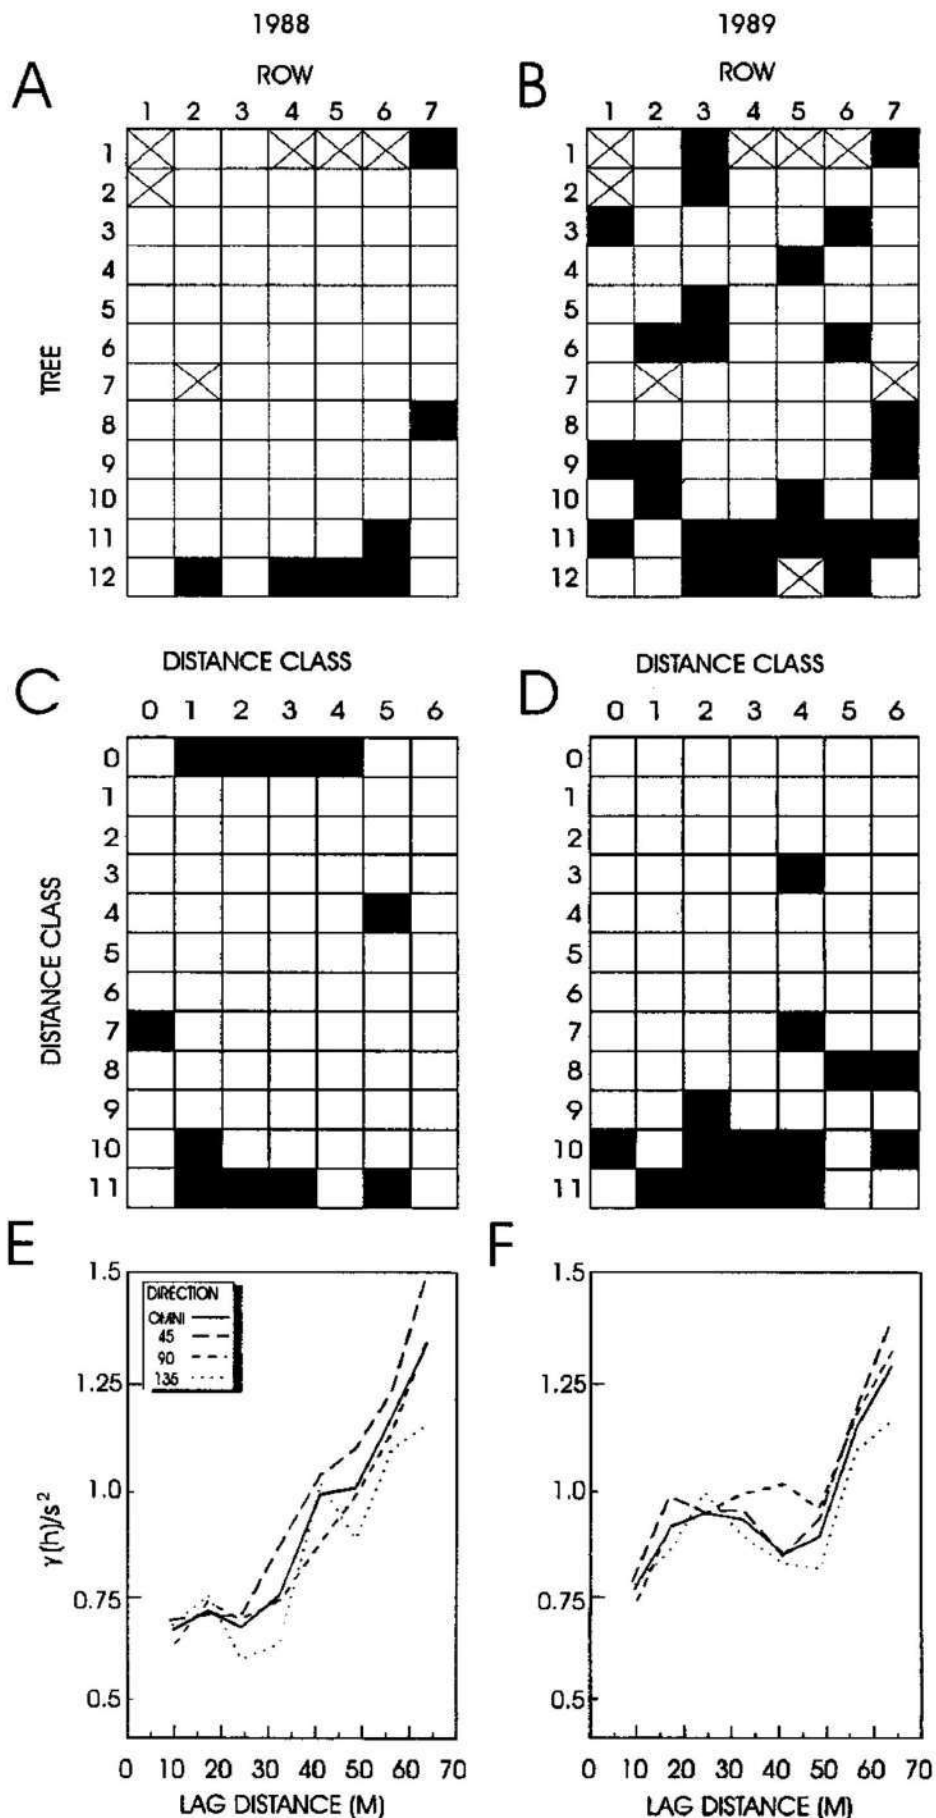 1988 1989
A ROW B ROW
1 2 3 4 5 6 7 1 2 3 4 5 6 7
1 1
2 2
3 3
4 4
5 5
TREE 6 6
7 7
8 8
9 9
10 10
11 11
12 12
DISTANCE CLASS DISTANCE CLASS
C 0 1 2 3 4 5 6 D 0 1 2 3 4 5 6
0 0
1 1
2 2
3 3
4 4
5 5
DISTANCE CLASS 6 6
7 7
8 8
9 9
10 10
11 11
E F
1.5 1.5
DIRECTION
OMNI
45
90
135
1.25 1.25
1.0 1.0
γ(h)/s²
0.75 0.75
0.5 0.5
0 10 20 30 40 50 60 70 0 10 20 30 40 50 60 70
LAG DISTANCE (M) LAG DISTANCE (M)